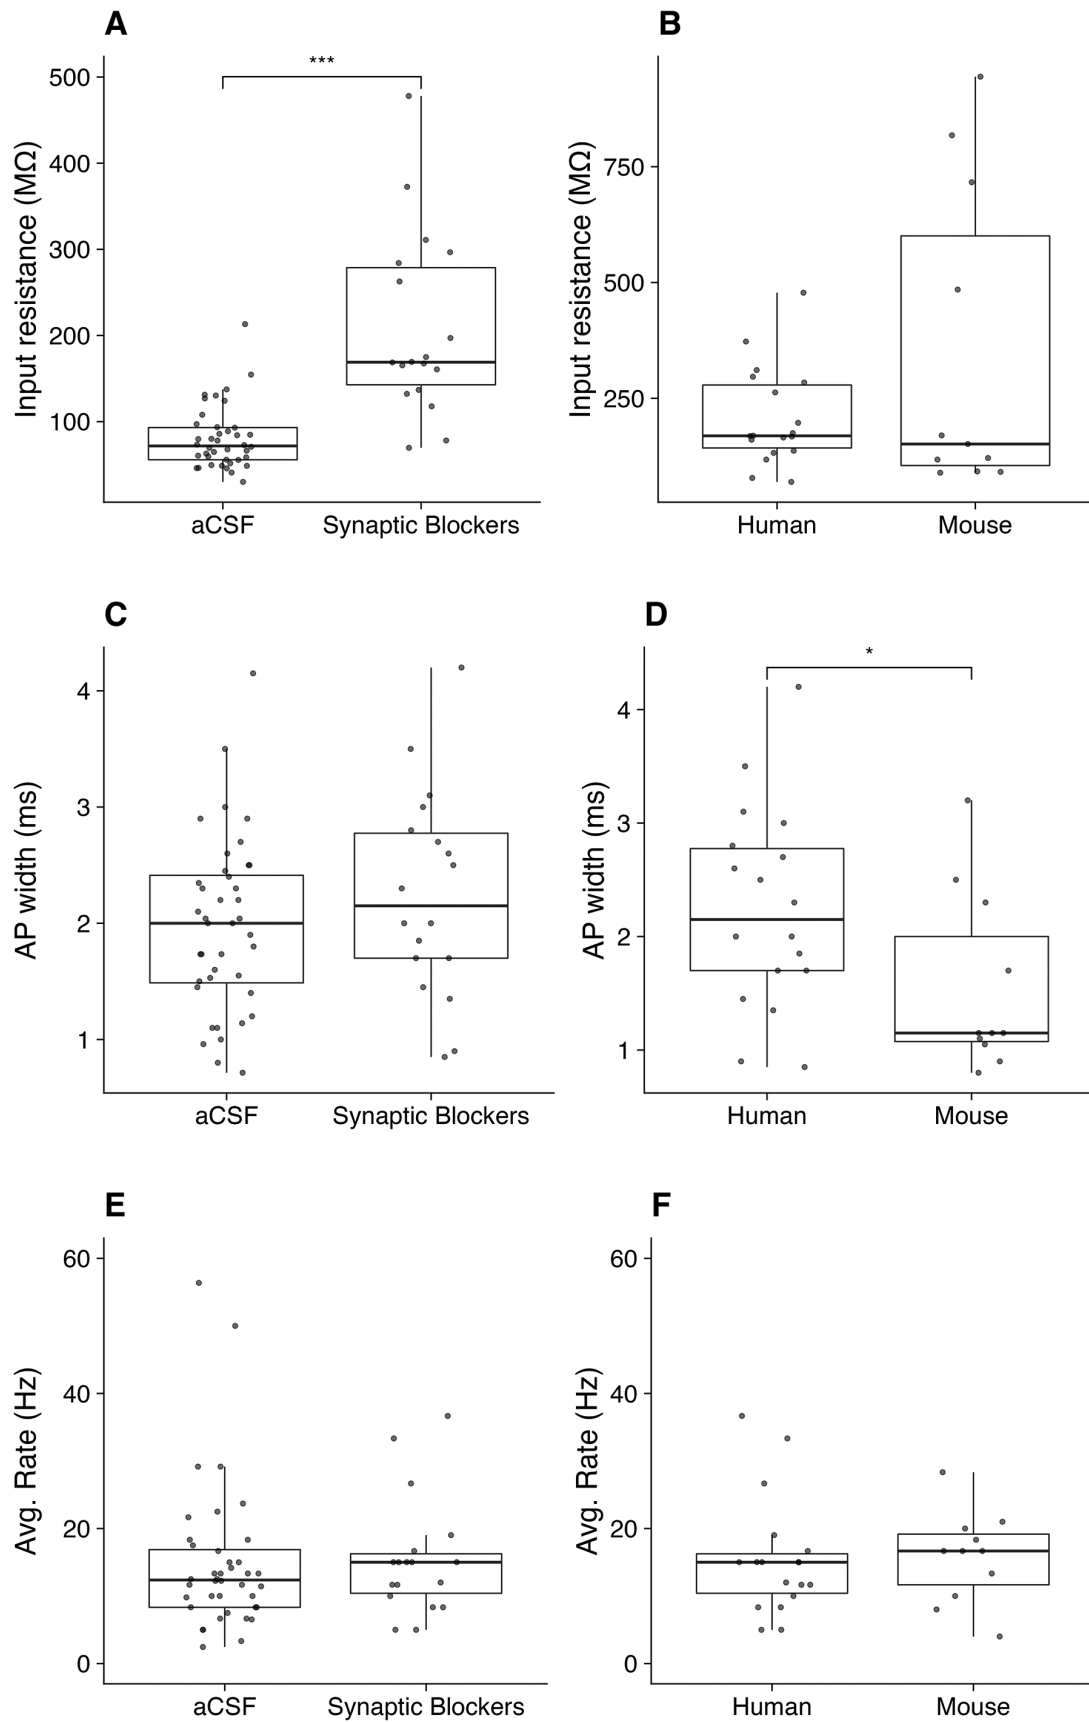 A
B
***
500
400
300
200
100
Input resistance (MΩ)
aCSF
Synaptic Blockers
750
500
250
Input resistance (MΩ)
Human
Mouse
C
D
4
3
2
1
AP width (ms)
aCSF
Synaptic Blockers
*
4
3
2
1
AP width (ms)
Human
Mouse
E
F
60
40
20
0
Avg. Rate (Hz)
aCSF
Synaptic Blockers
60
40
20
0
Avg. Rate (Hz)
Human
Mouse